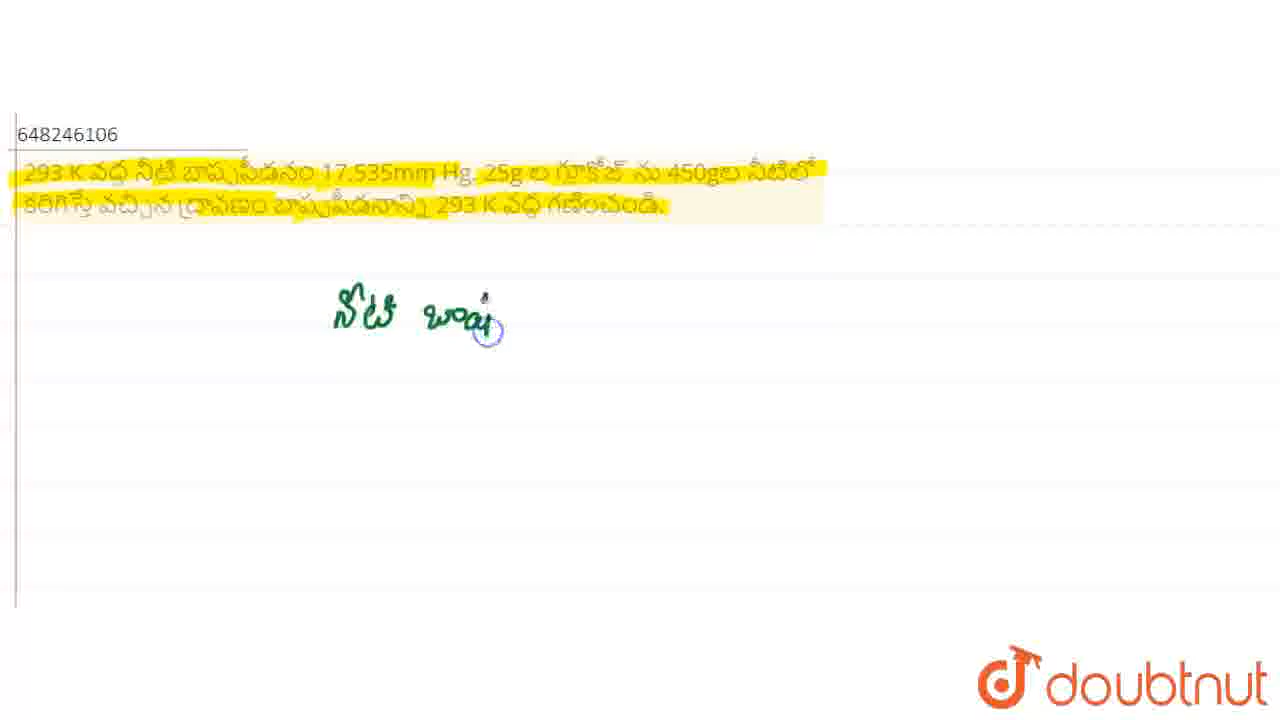 648246106
293 K వద్ద నీటి బాష్పపీడనం 17.535mm Hg. 25g ల గ్లూకోజ్ ను 450gల నీటిలో
కరిగిస్తే వచ్చిన ద్రావణం బాష్పపీడనాన్ని 293 K వద్ద గణించండి.
నీటి
doubtnut